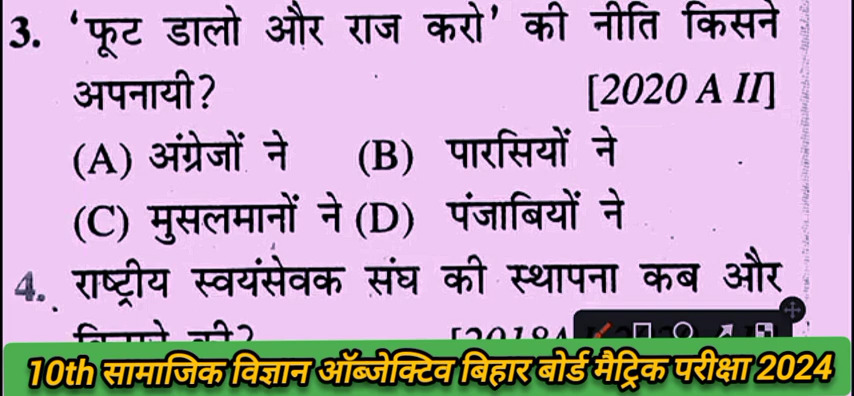 3. 'फूट डालो और राज करो' की नीति किसने
अपनायी? [2020 A II]
(A) अंग्रेजों ने (B) पारसियों ने
(C) मुसलमानों ने (D) पंजाबियों ने
4. राष्ट्रीय स्वयंसेवक संघ की स्थापना कब और
की?
10th सामाजिक विज्ञान ऑब्जेक्टिव बिहार बोर्ड मैट्रिक परीक्षा 2024